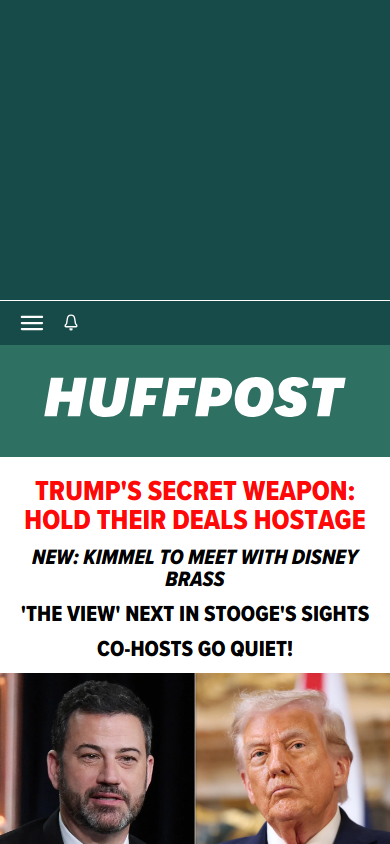 HUFFPOST
TRUMP'S SECRET WEAPON:
HOLD THEIR DEALS HOSTAGE
NEW: KIMMEL TO MEET WITH DISNEY
BRASS
'THE VIEW' NEXT IN STOOGE'S SIGHTS
CO-HOSTS GO QUIET!